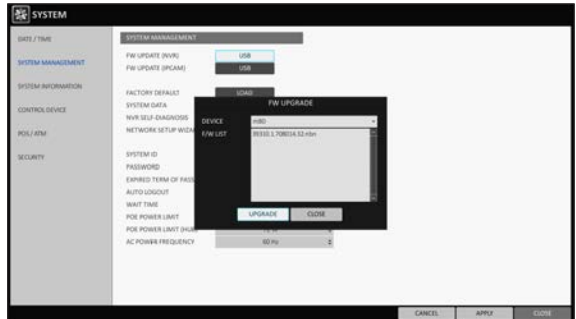 SYSTEM
DATE / TIME
SYSTEM MANAGEMENT
SYSTEM INFORMATION
CONTROL DEVICE
POS / ATM
SECURITY
SYSTEM MANAGEMENT
FW UPDATE (NVR) USB
FW UPDATE (IPCAM) USB
FACTORY DEFAULT LOAD
SYSTEM DATA
NVR SELF-DIAGNOSIS
NETWORK SETUP WIZA
SYSTEM ID
PASSWORD
EXPIRED TERM OF PASS
AUTO LOGOUT
WAIT TIME
POE POWER LIMIT
POE POWER LIMIT (HUB
AC POWER FREQUENCY 60 Hz
FW UPGRADE
DEVICE
F/W LIST
UPGRADE CLOSE
CANCEL APPLY CLOSE